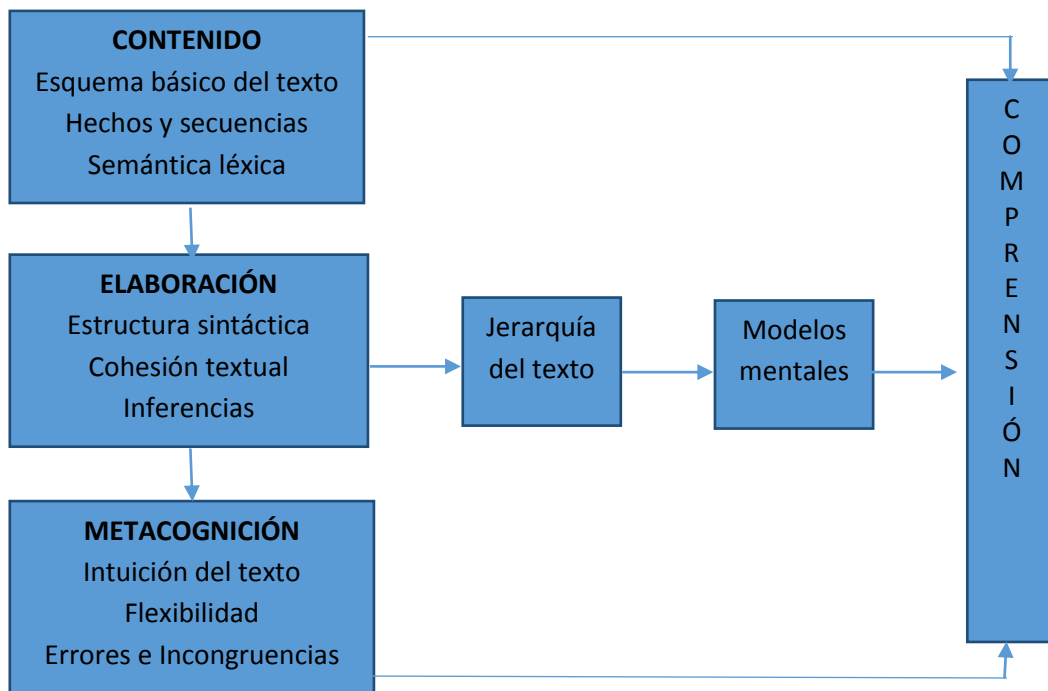 CONTENIDO
Esquema básico del texto
Hechos y secuencias
Semántica léxica
ELABORACIÓN
Estructura sintáctica
Cohesión textual
Inferencias
Jerarquía
del texto
Modelos
mentales
METACOGNICIÓN
Intuición del texto
Flexibilidad
Errores e Incongruencias
C
O
M
P
R
E
N
S
I
Ó
N